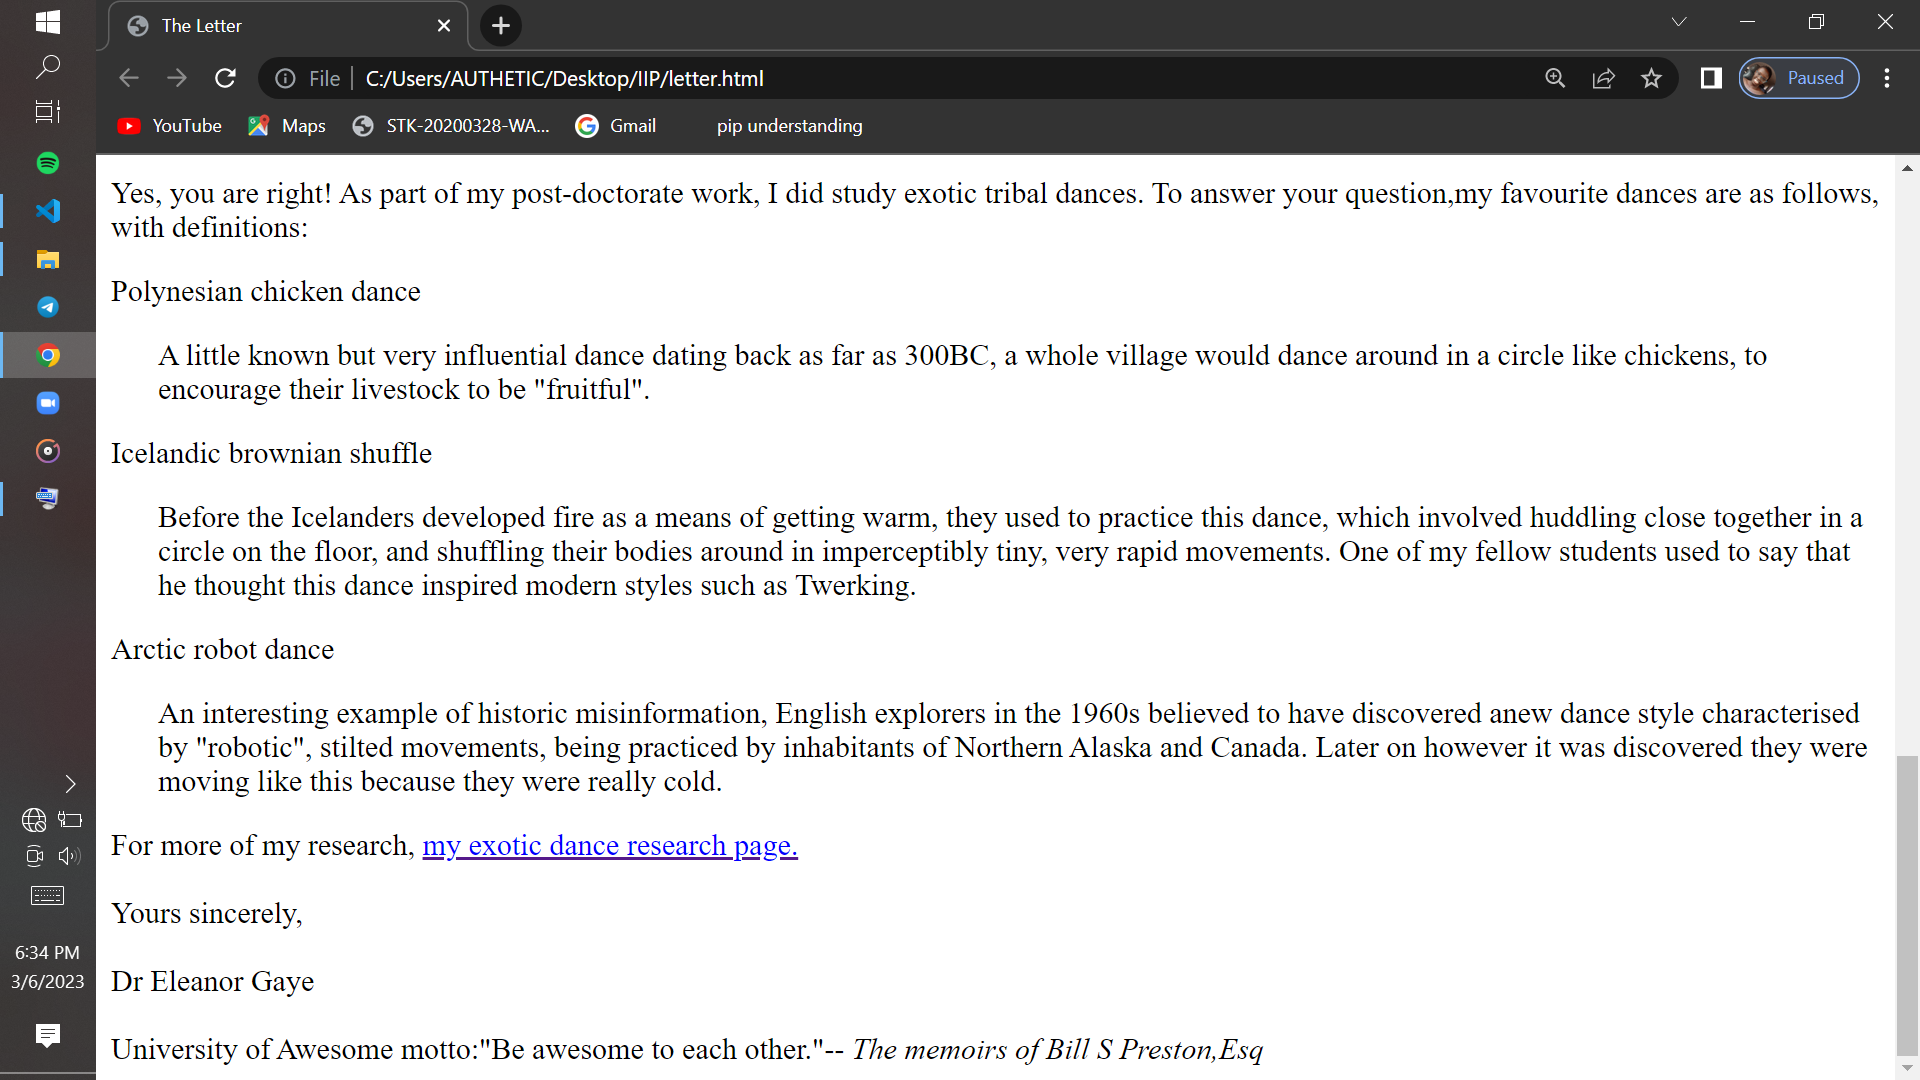 The Letter
File
C:/Users/AUTHETIC/Desktop/IIP/letter.html
Paused
YouTube
Maps
STK-20200328-WA...
Gmail
pip understanding
Yes, you are right! As part of my post-doctorate work, I did study exotic tribal dances. To answer your question,my favourite dances are as follows,
with definitions:
Polynesian chicken dance
A little known but very influential dance dating back as far as 300BC, a whole village would dance around in a circle like chickens, to
encourage their livestock to be "fruitful".
Icelandic brownian shuffle
Before the Icelanders developed fire as a means of getting warm, they used to practice this dance, which involved huddling close together in a
circle on the floor, and shuffling their bodies around in imperceptibly tiny, very rapid movements. One of my fellow students used to say that
he thought this dance inspired modern styles such as Twerking.
Arctic robot dance
An interesting example of historic misinformation, English explorers in the 1960s believed to have discovered anew dance style characterised
by "robotic", stilted movements, being practiced by inhabitants of Northern Alaska and Canada. Later on however it was discovered they were
moving like this because they were really cold.
For more of my research, my exotic dance research page.
Yours sincerely,
Dr Eleanor Gaye
University of Awesome motto:"Be awesome to each other."-- The memoirs of Bill S Preston,Esq
6:34 PM
3/6/2023